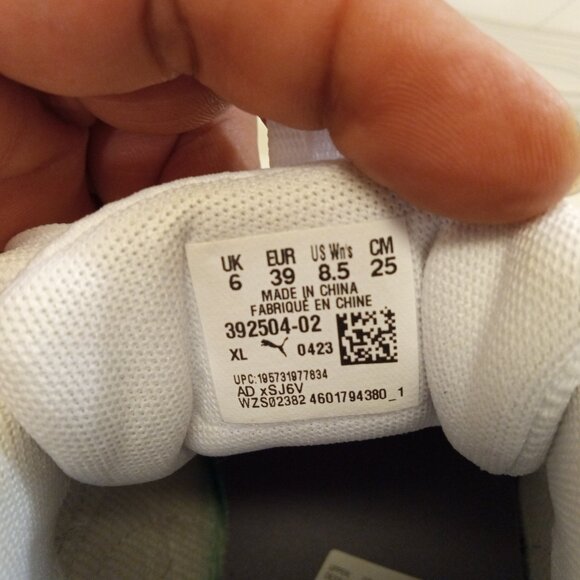 UK EUR US Wn's CM
6 39 8.5 25
MADE IN CHINA
FABRIQUÉ EN CHINE
392504-02
XL 0423
UPC:195731977834
AD xSJ6V
WZS02382 4601794380_1